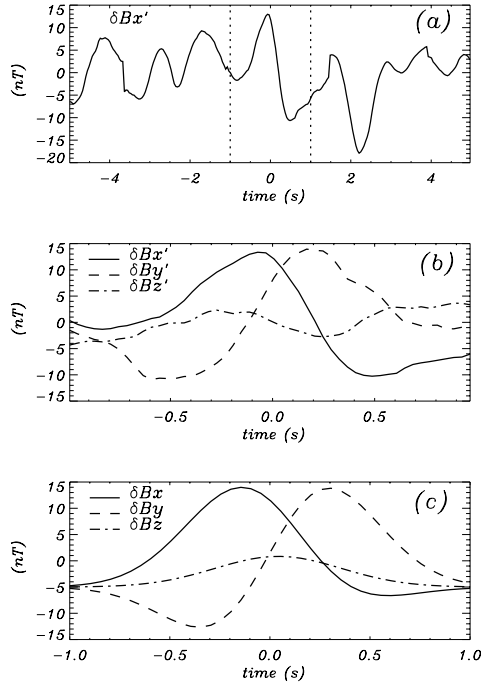 15
10
5
0
−5
−10
−15
−20
(nT)
δBx′
(a)
−4 −2 0 2 4
time (s)
15
10
5
0
−5
−10
−15
(nT)
δBx′
δBy′
δBz′
(b)
−0.5 0.0 0.5
time (s)
15
10
5
0
−5
−10
−15
(nT)
δBx
δBy
δBz
(c)
−1.0 −0.5 0.0 0.5 1.0
time (s)